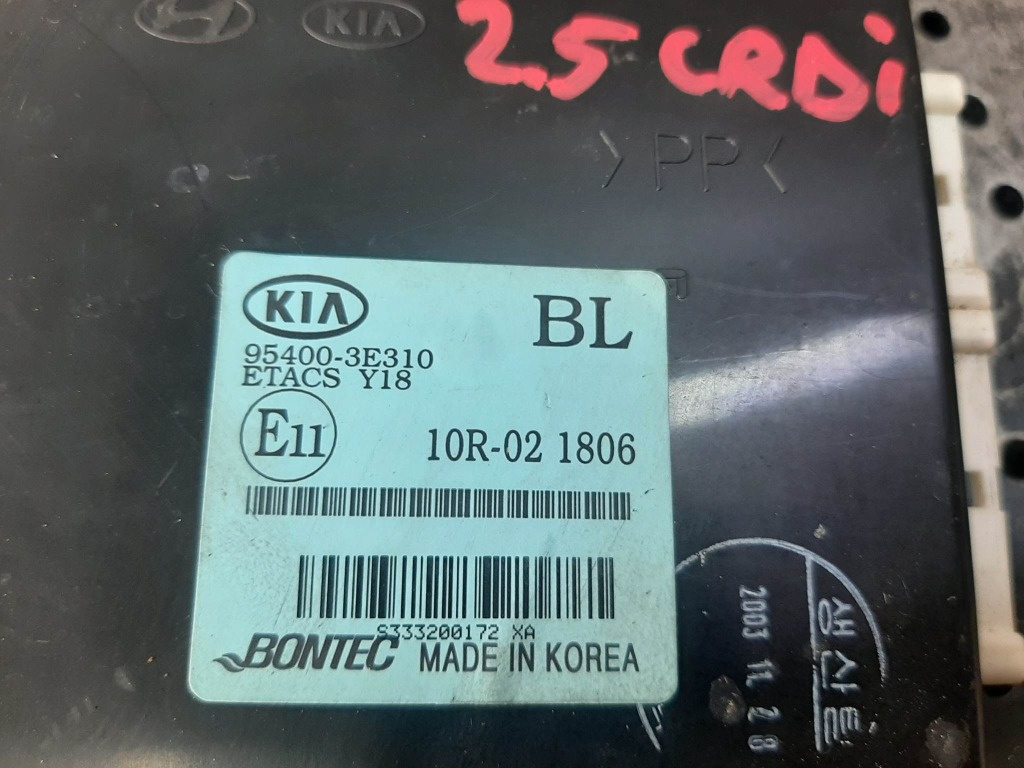 KIA
2.5 CRDi
>PP<
KIA
BL
95400-3E310
ETACS Y18
E11
10R-02 1806
S333200172 XA
BONTEC MADE IN KOREA
2003 11. 28